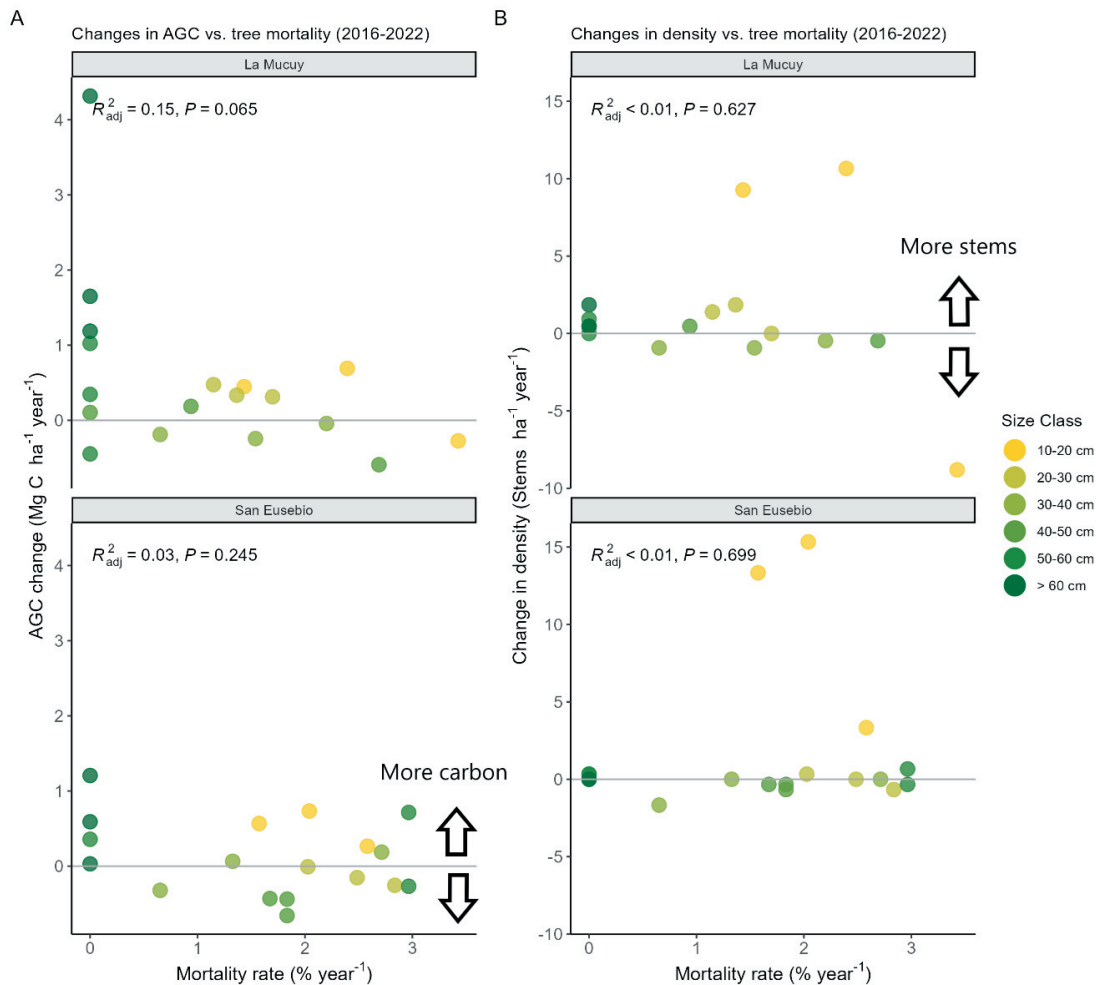 A
Changes in AGC vs. tree mortality (2016-2022)
La Mucuy
R²adj = 0.15, P = 0.065
4
3
2
1
0
San Eusebio
R²adj = 0.03, P = 0.245
4
3
2
1
0
More carbon
AGC change (Mg C ha⁻¹ year⁻¹)
0 1 2 3
Mortality rate (% year⁻¹)
B
Changes in density vs. tree mortality (2016-2022)
La Mucuy
R²adj < 0.01, P = 0.627
15
10
5
0
-5
-10
More stems
San Eusebio
R²adj < 0.01, P = 0.699
15
10
5
0
-5
-10
Change in density (Stems ha⁻¹ year⁻¹)
0 1 2 3
Mortality rate (% year⁻¹)
Size Class
10-20 cm
20-30 cm
30-40 cm
40-50 cm
50-60 cm
> 60 cm